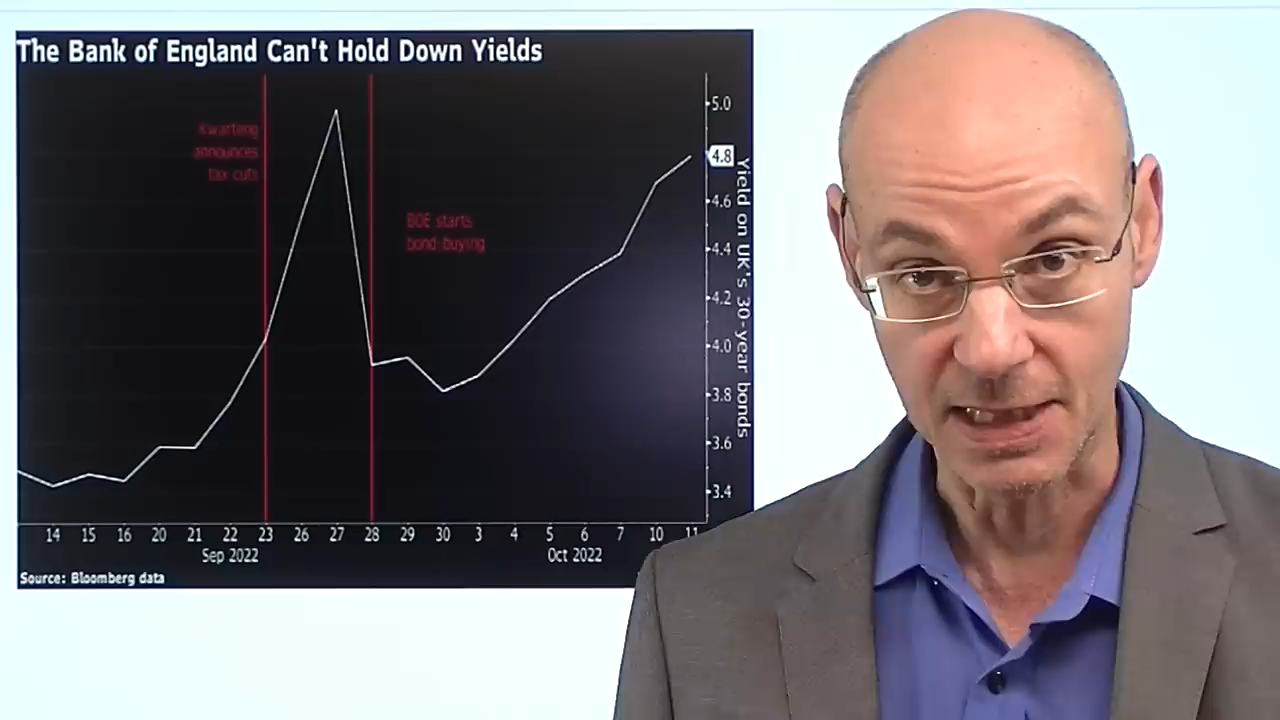 The Bank of England Can't Hold Down Yields
Kwarteng
announces
tax cuts
BOE starts
bond-buying
5.0
4.8
4.6
4.4
4.2
4.0
3.8
3.6
3.4
Yield on UK's 30-year bonds
14 15 16 20 21 22 23 26 27 28 29 30 3 4 5 6 7 10 11
Sep 2022 Oct 2022
Source: Bloomberg data